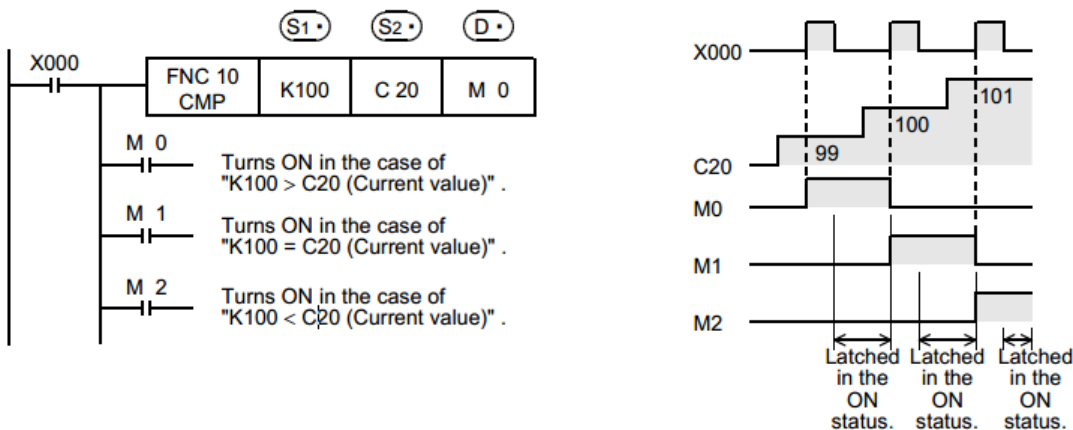 S1· S2· D·
X000
FNC 10
CMP
K100
C 20
M 0
M 0
Turns ON in the case of
"K100 > C20 (Current value)" .
M 1
Turns ON in the case of
"K100 = C20 (Current value)" .
M 2
Turns ON in the case of
"K100 < C20 (Current value)" .
X000
101
100
99
C20
M0
M1
M2
Latched
in the
ON
status.
Latched
in the
ON
status.
Latched
in the
ON
status.